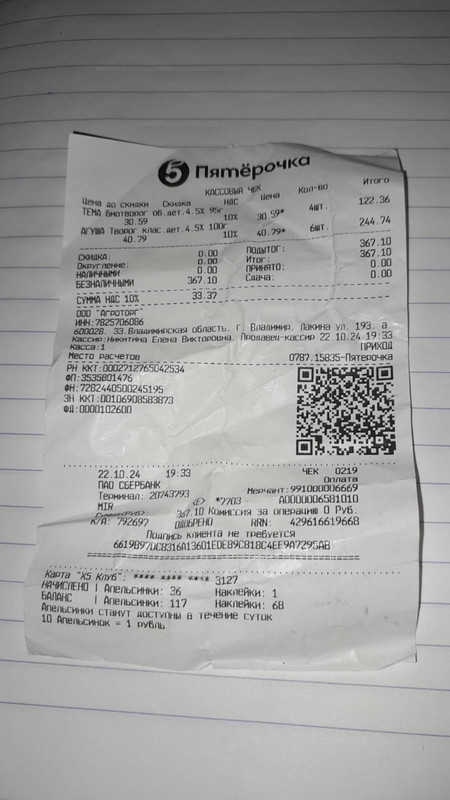 5 Пятёрочка
КАССОВЫЙ ЧЕК
Цена до скидки Скидка НДС Цена Кол-во Итого
ТЕМА Биотворог об.дет.4.5% 95г
30.59 10% 30.59* 4шт. 122.36
АГУША Творог клас.дет.4.5% 100г
40.79 10% 40.79* 6шт. 244.74
СКИДКА: 0.00 ПОДЫТОГ: 367.10
Округление: 0.00 Итог: 367.10
НАЛИЧНЫМИ 0.00 ПРИНЯТО: 0.00
БЕЗНАЛИЧНЫМИ 367.10 Сдача: 0.00
СУММА НДС 10% 33.37
ООО "Агроторг"
ИНН:7825706086
600028, 33,Владимирская область, г. Владимир, Лакина ул, 193, а
Кассир:Никитина Елена Викторовна, Продавец-кассир 22.10.24 19:33
Касса:1 ПРИХОД
Место расчетов 0787.15835-Пятерочка
РН ККТ:0002712765042534
ФП:3535801476
ФН:7282440500245195
ЗН ККТ:00106908583873
ФД:0000102600
22.10.24 19:33 ЧЕК 0219
ПАО СБЕРБАНК Оплата
Терминал: 20743793 Мерчант:991000006669
MIR *7703 A0000006581010
Сумма(Руб): 367.10 Комиссия за операцию 0 Руб.
К/А: 792697 ОДОБРЕНО RRN: 429616619668
Подпись клиента не требуется
6619B97DC8316A13601EDE89C818C4EE9A7295AB
Карта "X5 Клуб": **** **** **** 3127
НАЧИСЛЕНО | Апельсинки: 36 Наклейки: 1
БАЛАНС | Апельсинки: 117 Наклейки: 68
Апельсинки станут доступны в течение суток
10 Апельсинок = 1 рубль